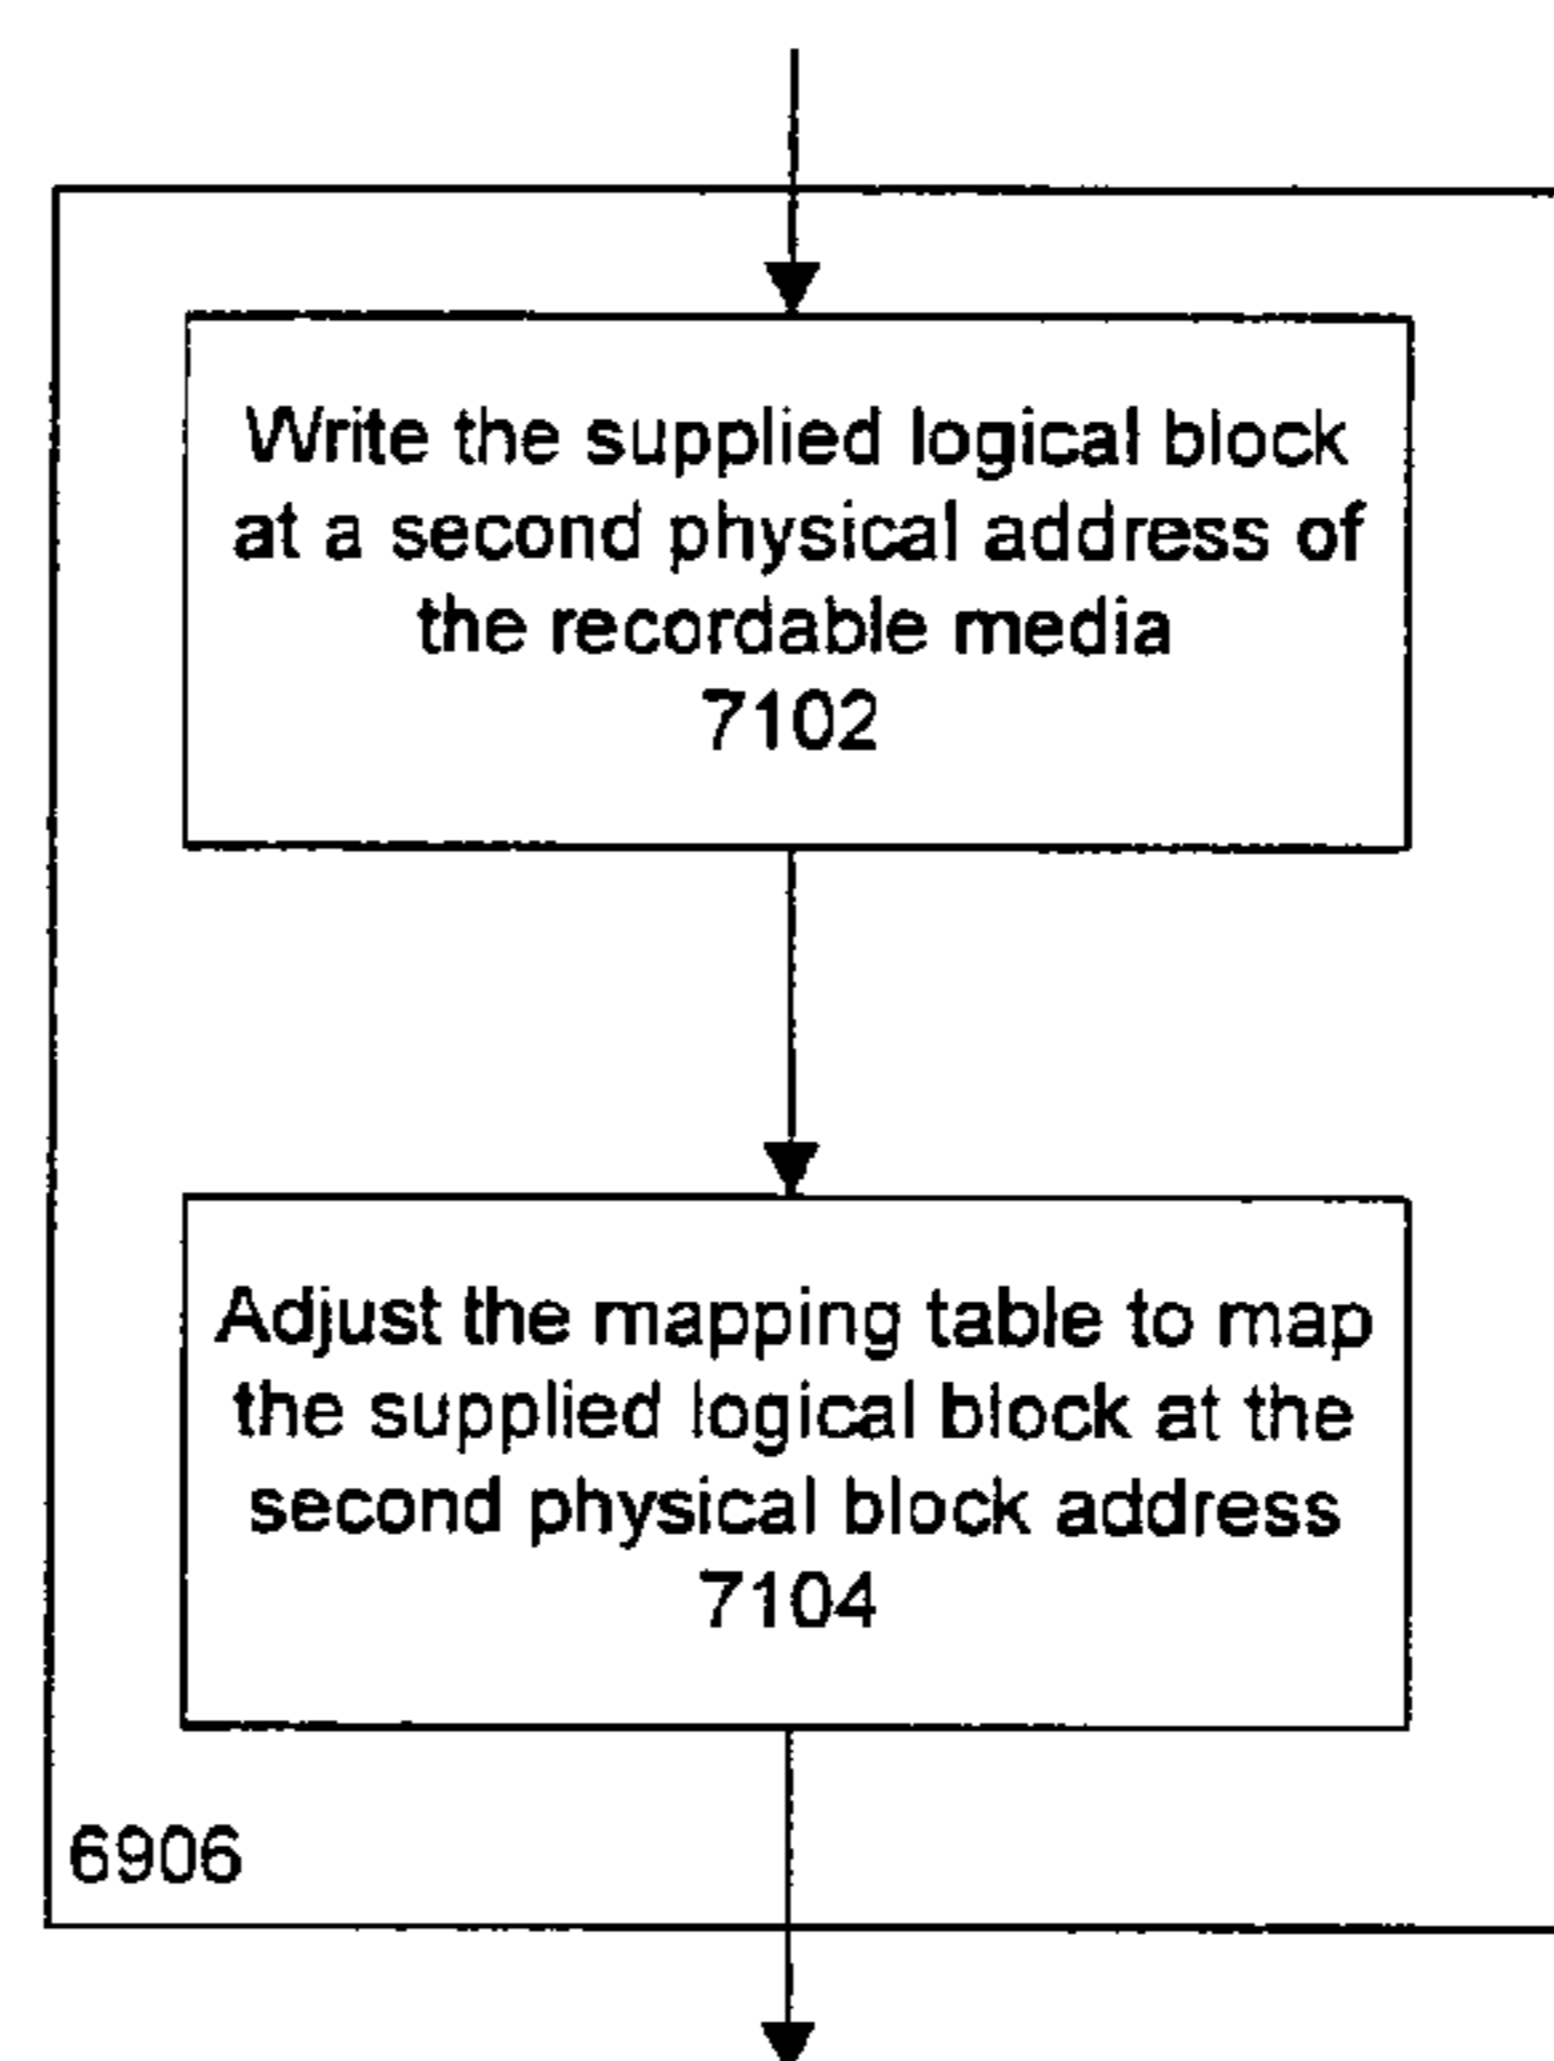 Write the supplied logical block
at a second physical address of
the recordable media
7102
Adjust the mapping table to map
the supplied logical block at the
second physical block address
7104
6906